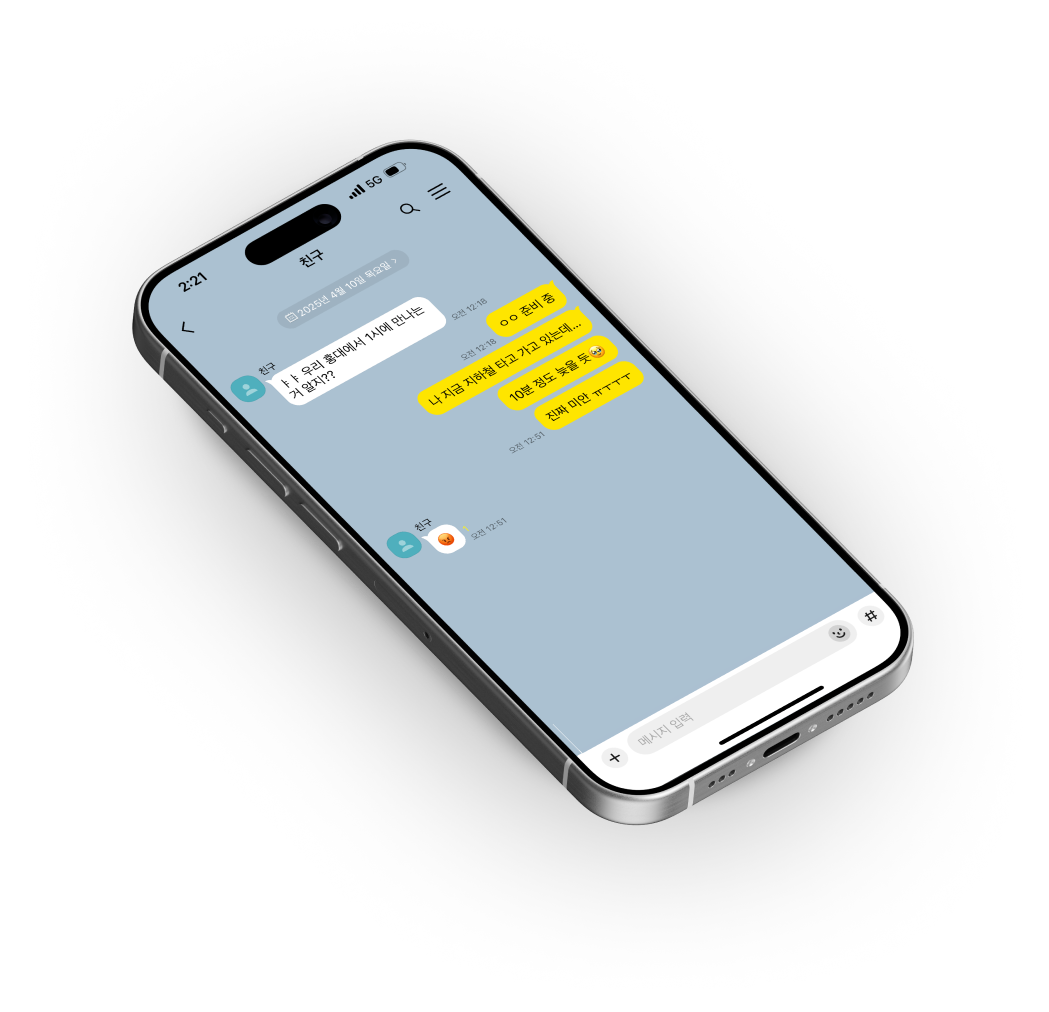 2:21
5G
친구
2025년 4월 10일 목요일 >
친구
ㅑㅑ 우리 홍대에서 1시에 만나는
거 알지??
오전 12:18
ㅇㅇ 준비 중
오전 12:18
나 지금 지하철 타고 가고 있는데...
10분 정도 늦을 듯🥹
진짜 미안 ㅠㅜㅜㅜ
오전 12:51
친구
😡
1
오전 12:51
메시지 입력
#